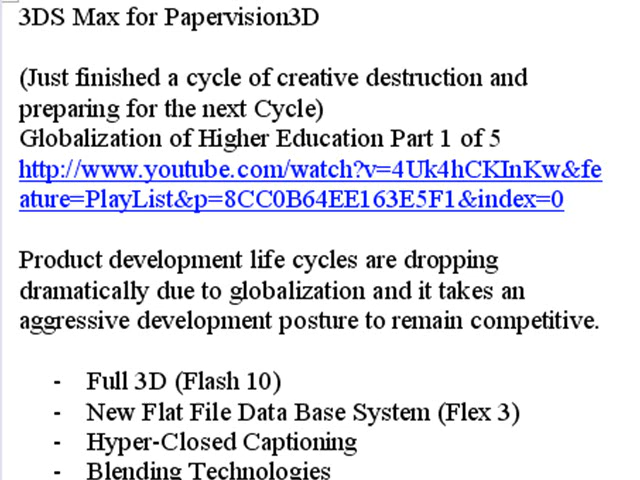 3DS Max for Papervision3D
(Just finished a cycle of creative destruction and
preparing for the next Cycle)
Globalization of Higher Education Part 1 of 5
http://www.youtube.com/watch?v=4Uk4hCKInKw&fe
ature=PlayList&p=8CC0B64EE163E5F1&index=0
Product development life cycles are dropping
dramatically due to globalization and it takes an
aggressive development posture to remain competitive.
- Full 3D (Flash 10)
- New Flat File Data Base System (Flex 3)
- Hyper-Closed Captioning
- Blending Technologies